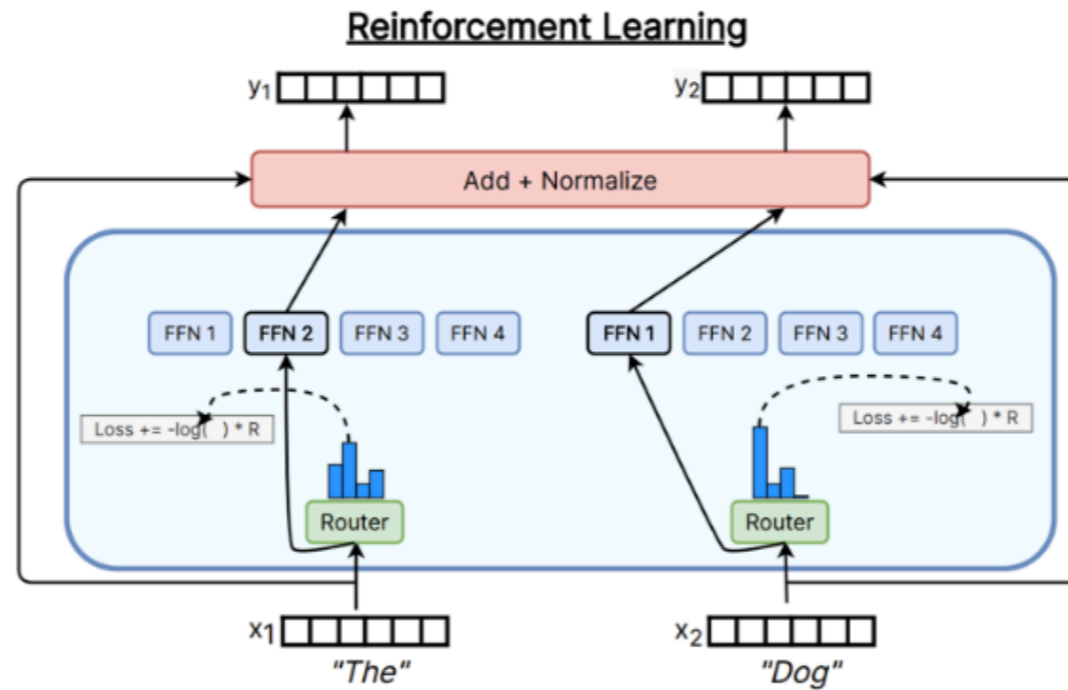 Reinforcement Learning
y1 y2
Add + Normalize
FFN 1 FFN 2 FFN 3 FFN 4 FFN 1 FFN 2 FFN 3 FFN 4
Loss += -log( ) * R Loss += -log( ) * R
Router Router
x1 x2
"The" "Dog"